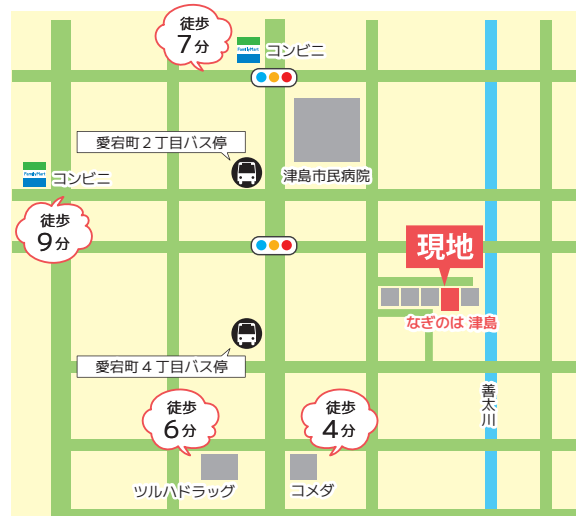 徒歩
7分
FamilyMart
コンビニ
愛宕町2丁目バス停
津島市民病院
FamilyMart
コンビニ
徒歩
9分
現地
なぎのは 津島
愛宕町4丁目バス停
善太川
徒歩
6分
徒歩
4分
ツルハドラッグ
コメダ